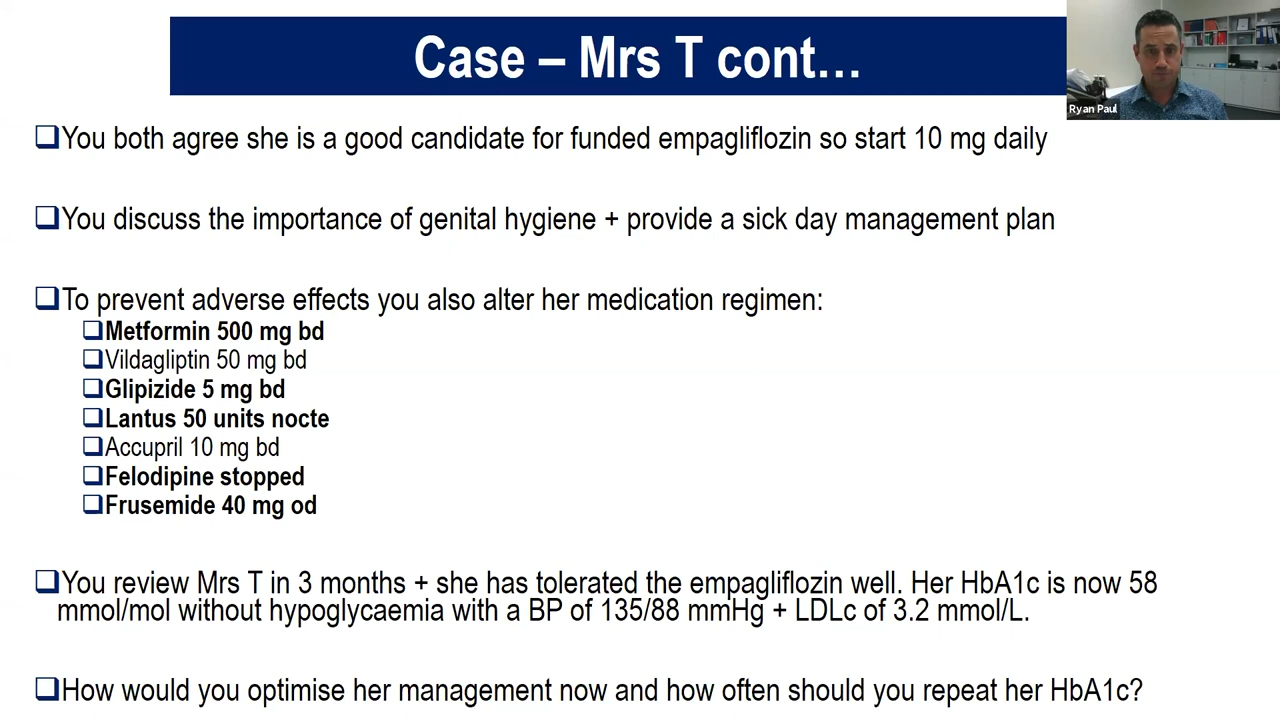 Case – Mrs T cont…
Ryan Paul
You both agree she is a good candidate for funded empagliflozin so start 10 mg daily
You discuss the importance of genital hygiene + provide a sick day management plan
To prevent adverse effects you also alter her medication regimen:
Metformin 500 mg bd
Vildagliptin 50 mg bd
Glipizide 5 mg bd
Lantus 50 units nocte
Accupril 10 mg bd
Felodipine stopped
Frusemide 40 mg od
You review Mrs T in 3 months + she has tolerated the empagliflozin well. Her HbA1c is now 58
mmol/mol without hypoglycaemia with a BP of 135/88 mmHg + LDLc of 3.2 mmol/L.
How would you optimise her management now and how often should you repeat her HbA1c?